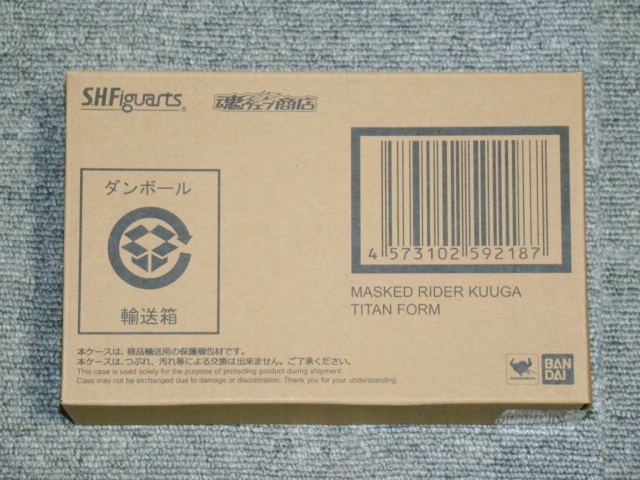 S.H.Figuarts®
魂ウェブ商店
ダンボール
輸送箱
4 573102 592187
MASKED RIDER KUUGA
TITAN FORM
本ケースは、商品輸送用の保護梱包材です。
本ケースは、つぶれ、汚れ等による交換は出来ません。ご了承ください。
This case is used solely for the purpose of protecting product during shipment.
Case may not be exchanged due to damage or discoloration. Thank you for your understanding.
BAN
DAI